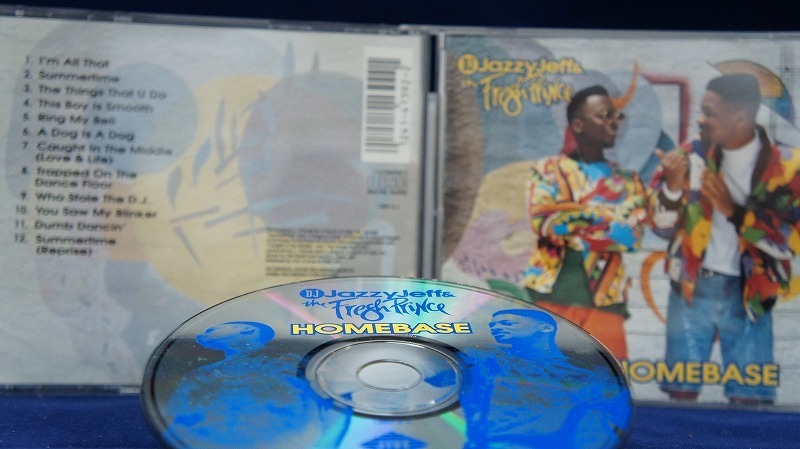 1. I'm All That
2. Summertime
3. The Things That U Do
4. This Boy Is Smooth
5. Ring My Bell
6. A Dog Is A Dog
7. Caught In The Middle
(Love & Life)
8. Trapped On The
Dance Floor
9. Who Stole The D.J.
10. You Saw My Blinker
11. Dumb Dancin'
12. Summertime
(Reprise)
DJ Jazzy Jeff &
the Fresh Prince
HOMEBASE
DJ Jazzy Jeff &
the Fresh Prince
HOMEBASE